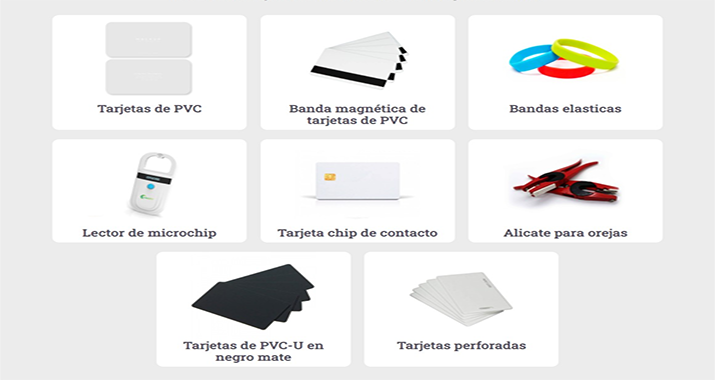 Tarjetas de PVC
Banda magnética de
tarjetas de PVC
Bandas elasticas
Lector de microchip
Tarjeta chip de contacto
Alicate para orejas
Tarjetas de PVC-U en
negro mate
Tarjetas perforadas